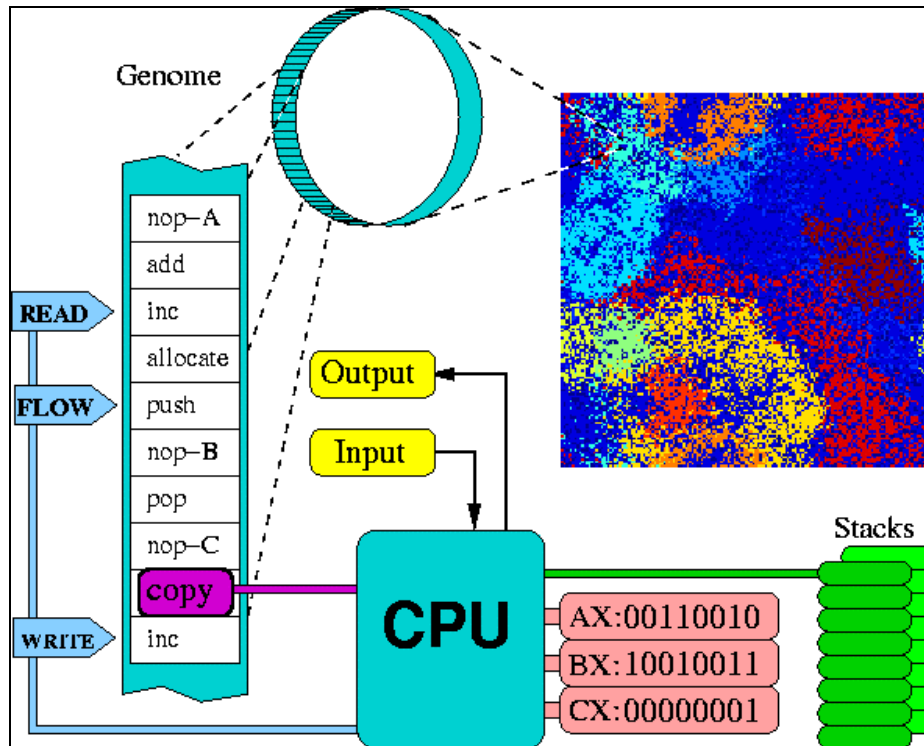 Genome
nop-A
add
READ
inc
allocate
Output
FLOW
push
nop-B
Input
pop
nop-C
Stacks
copy
CPU
AX:00110010
WRITE
inc
BX:10010011
CX:00000001